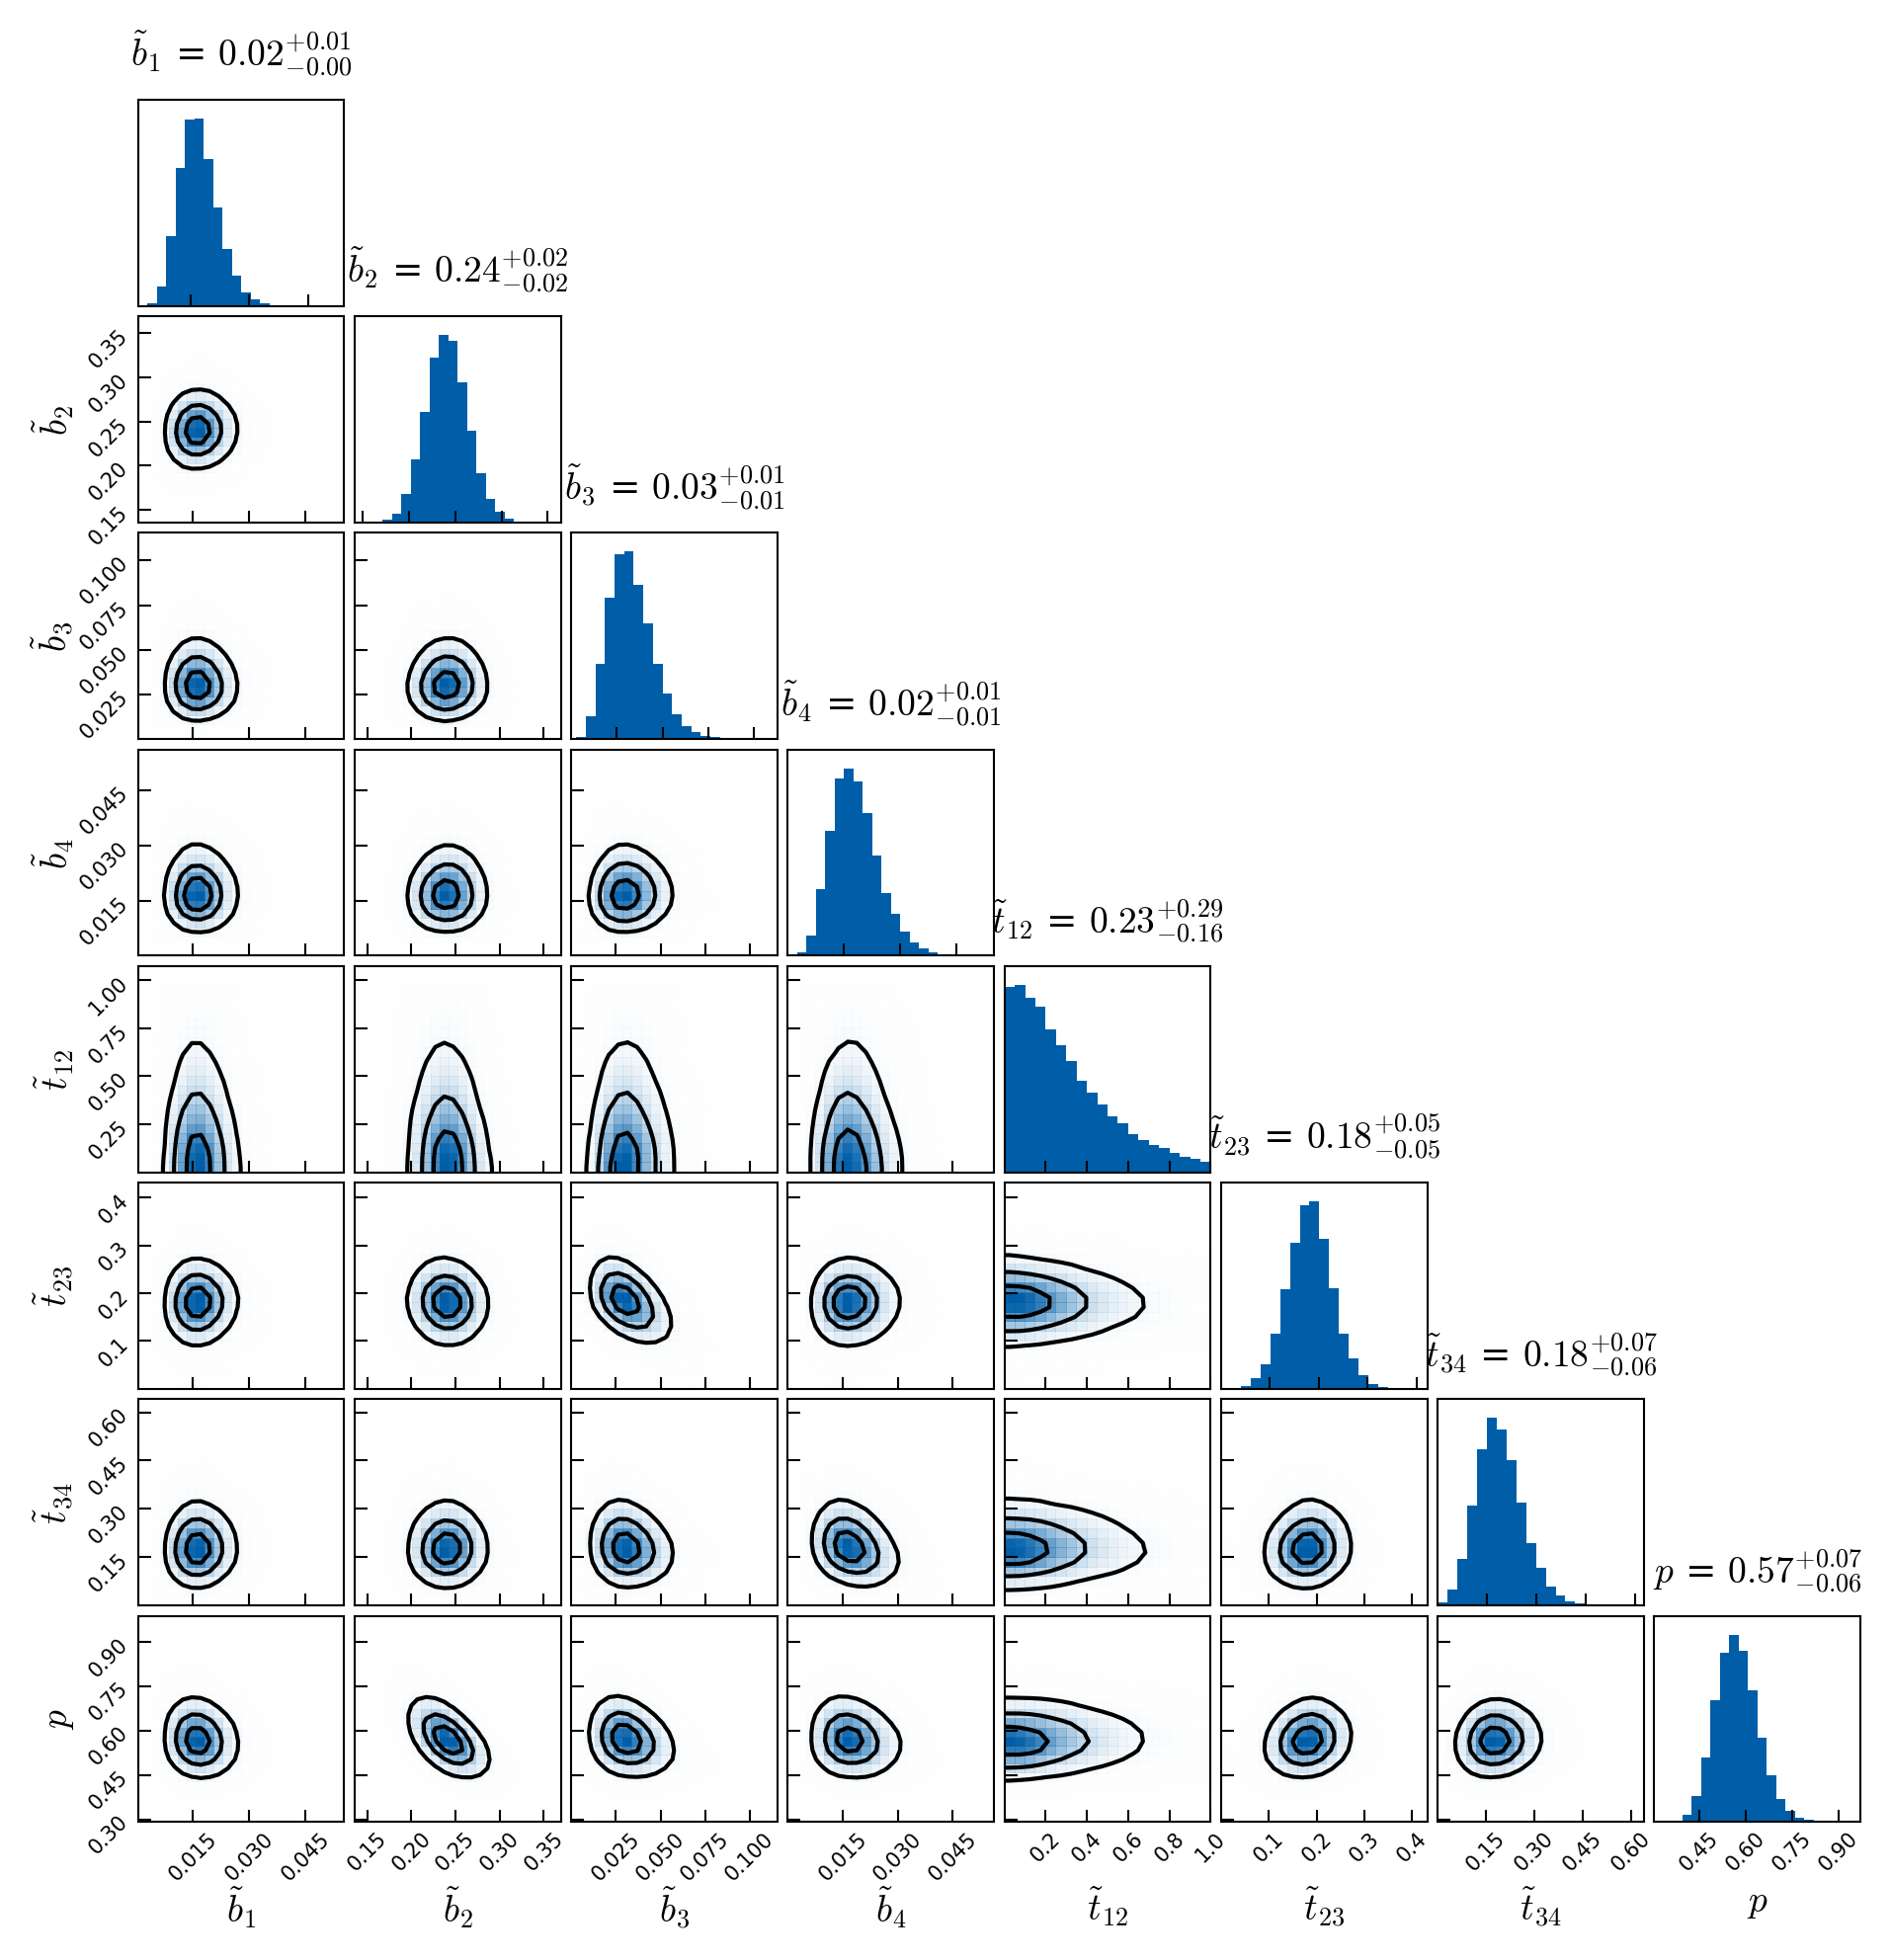 b̃₁ = 0.02⁺⁰·⁰¹₋₀.₀₀
b̃₂ = 0.24⁺⁰·⁰²₋₀.₀₂
0.35
0.30
0.25
0.20
0.15
b̃₂
b̃₃ = 0.03⁺⁰·⁰¹₋₀.₀₁
0.100
0.075
0.050
0.025
b̃₃
b̃₄ = 0.02⁺⁰·⁰¹₋₀.₀₁
0.045
0.030
0.015
b̃₄
t̃₁₂ = 0.23⁺⁰·²⁹₋₀.₁₆
1.00
0.75
0.50
0.25
t̃₁₂
t̃₂₃ = 0.18⁺⁰·⁰⁵₋₀.₀₅
0.4
0.3
0.2
0.1
t̃₂₃
t̃₃₄ = 0.18⁺⁰·⁰⁷₋₀.₀₆
0.60
0.45
0.30
0.15
t̃₃₄
p = 0.57⁺⁰·⁰⁷₋₀.₀₆
0.90
0.75
0.60
0.45
0.30
p
0.015 0.030 0.045 0.15 0.20 0.25 0.30 0.35 0.025 0.050 0.075 0.100 0.015 0.030 0.045 0.2 0.4 0.6 0.8 1.0 0.1 0.2 0.3 0.4 0.15 0.30 0.45 0.60 0.45 0.60 0.75 0.90
b̃₁ b̃₂ b̃₃ b̃₄ t̃₁₂ t̃₂₃ t̃₃₄ p